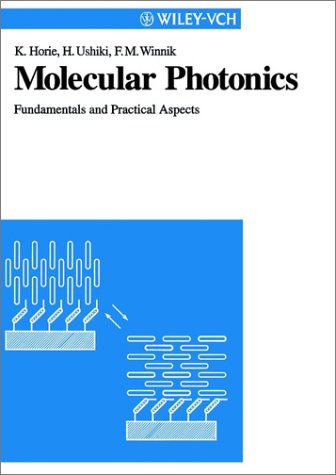 WILEY-VCH
K. Horie, H. Ushiki, F. M. Winnik
Molecular Photonics
Fundamentals and Practical Aspects